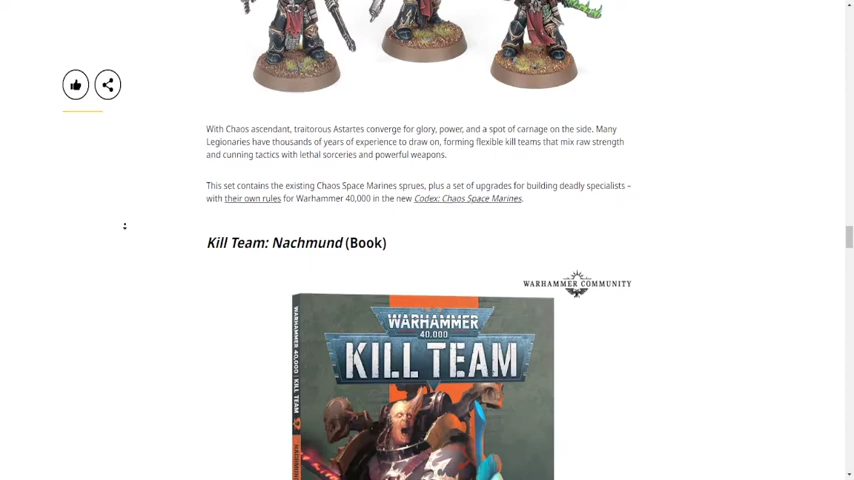 With Chaos ascendant, traitorous Astartes converge for glory, power, and a spot of carnage on the side. Many
Legionaries have thousands of years of experience to draw on, forming flexible kill teams that mix raw strength
and cunning tactics with lethal sorceries and powerful weapons.
This set contains the existing Chaos Space Marines sprues, plus a set of upgrades for building deadly specialists –
with their own rules for Warhammer 40,000 in the new Codex: Chaos Space Marines.
Kill Team: Nachmund (Book)
WARHAMMER COMMUNITY
WARHAMMER
40,000
KILL TEAM
WARHAMMER 40,000 KILL TEAM
NACHMUND